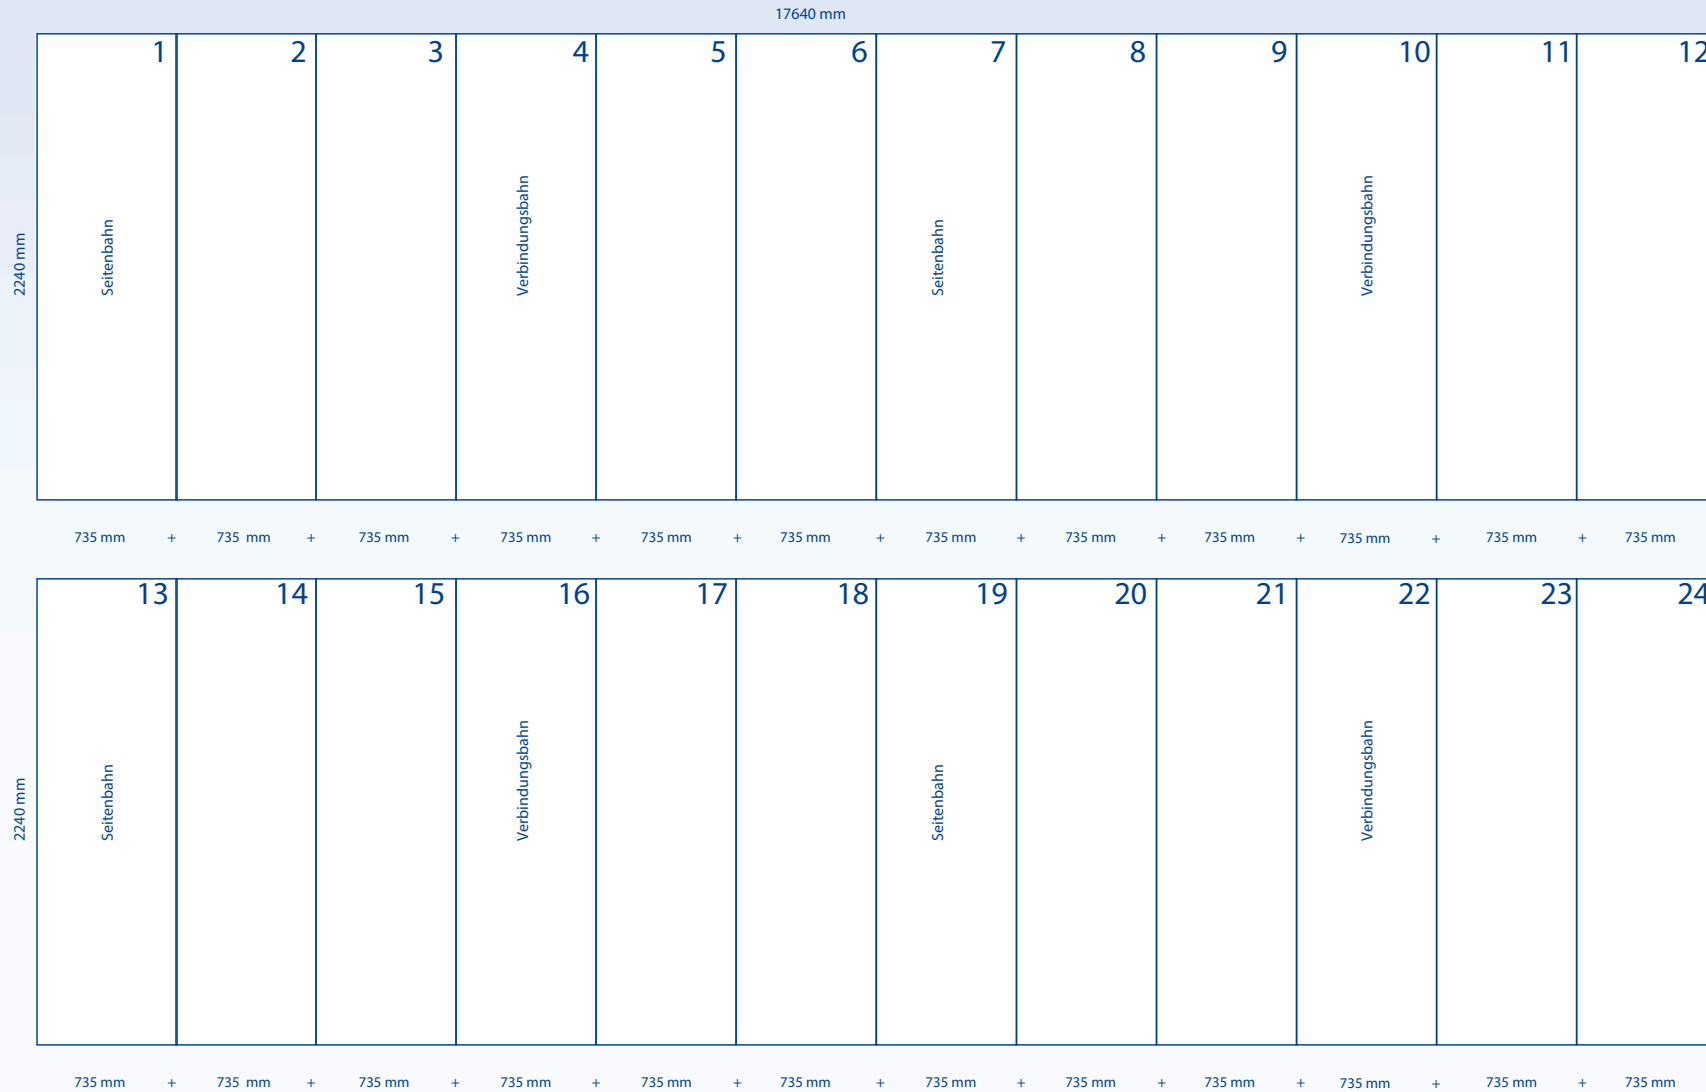 17640 mm
1 2 3 4 5 6 7 8 9 10 11 12
2240 mm
Seitenbahn
Verbindungsbahn
Seitenbahn
Verbindungsbahn
735 mm + 735 mm + 735 mm + 735 mm + 735 mm + 735 mm + 735 mm + 735 mm + 735 mm + 735 mm + 735 mm + 735 mm
13 14 15 16 17 18 19 20 21 22 23 24
2240 mm
Seitenbahn
Verbindungsbahn
Seitenbahn
Verbindungsbahn
735 mm + 735 mm + 735 mm + 735 mm + 735 mm + 735 mm + 735 mm + 735 mm + 735 mm + 735 mm + 735 mm + 735 mm